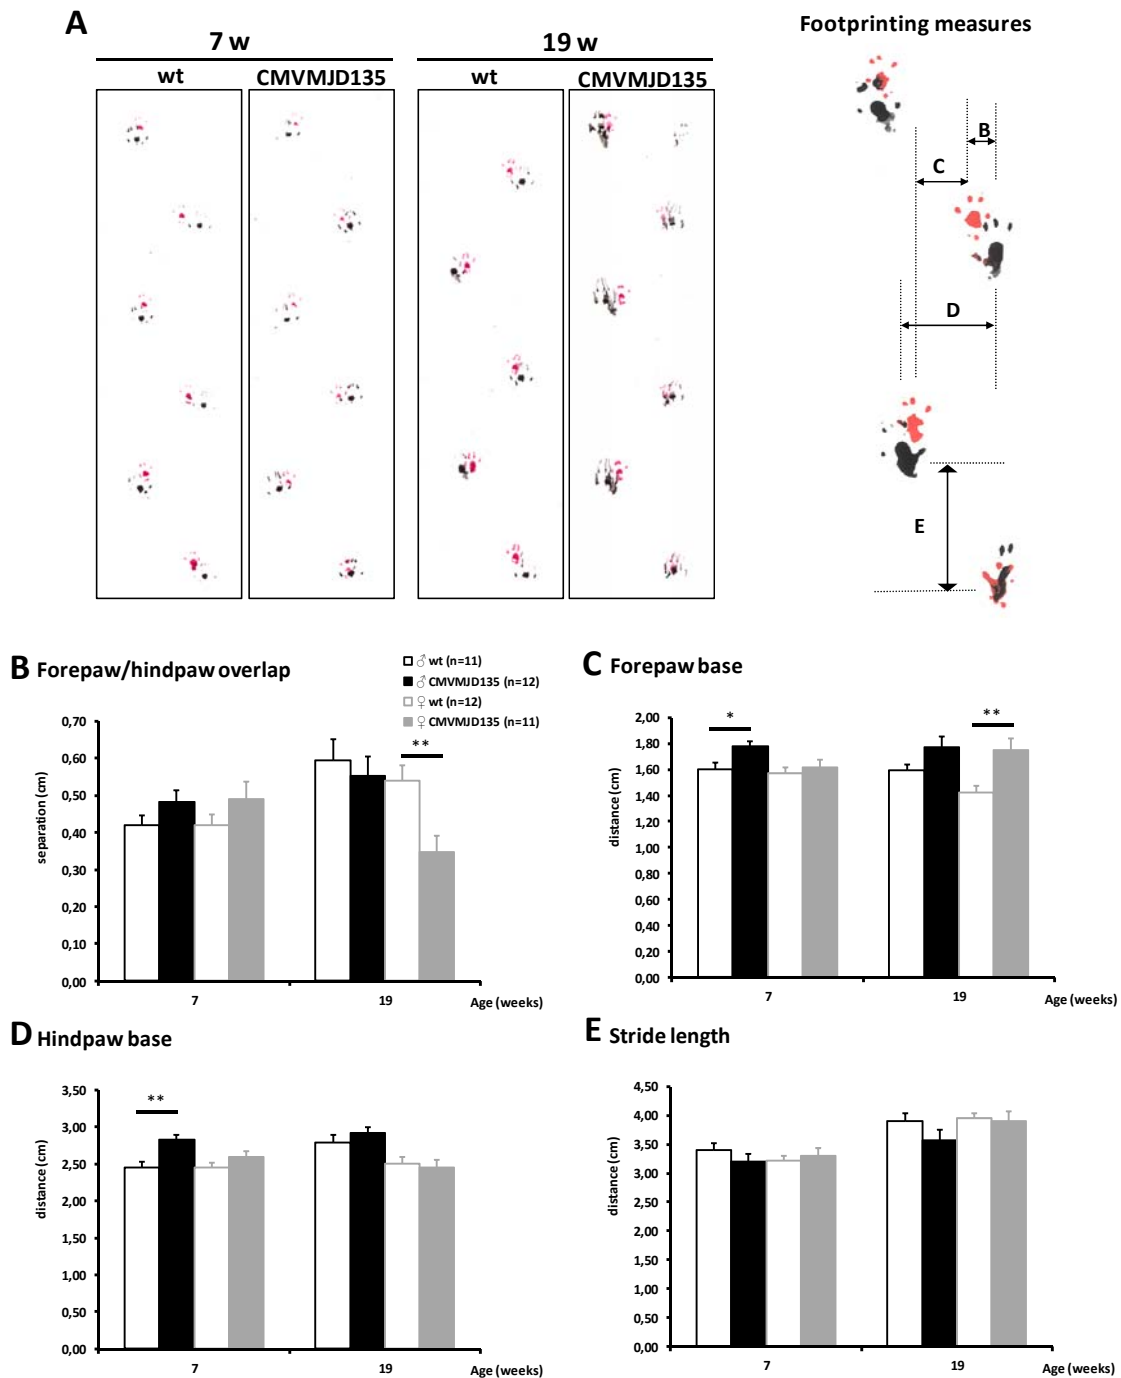 A
7 w
19 w
Footprinting measures
wt
CMVMJD135
wt
CMVMJD135
B
C
D
E
B Forepaw/hindpaw overlap
♂ wt (n=11)
♂ CMVMJD135 (n=12)
♀ wt (n=12)
♀ CMVMJD135 (n=11)
separation (cm)
0,70
0,60
0,50
0,40
0,30
0,20
0,10
0,00
**
7
19
Age (weeks)
C Forepaw base
distance (cm)
2,00
1,80
1,60
1,40
1,20
1,00
0,80
0,60
0,40
0,20
0,00
*
**
7
19
Age (weeks)
D Hindpaw base
distance (cm)
3,50
3,00
2,50
2,00
1,50
1,00
0,50
0,00
**
7
19
Age (weeks)
E Stride length
distance (cm)
4,50
4,00
3,50
3,00
2,50
2,00
1,50
1,00
0,50
0,00
7
19
Age (weeks)